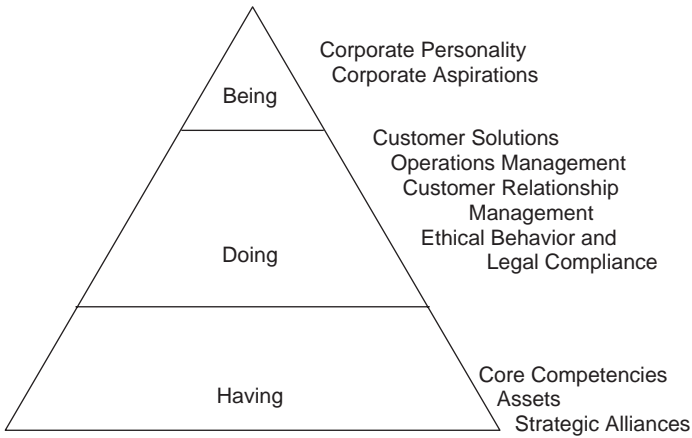 Corporate Personality
Corporate Aspirations
Being
Customer Solutions
Operations Management
Customer Relationship
Management
Ethical Behavior and
Legal Compliance
Doing
Core Competencies
Assets
Strategic Alliances
Having